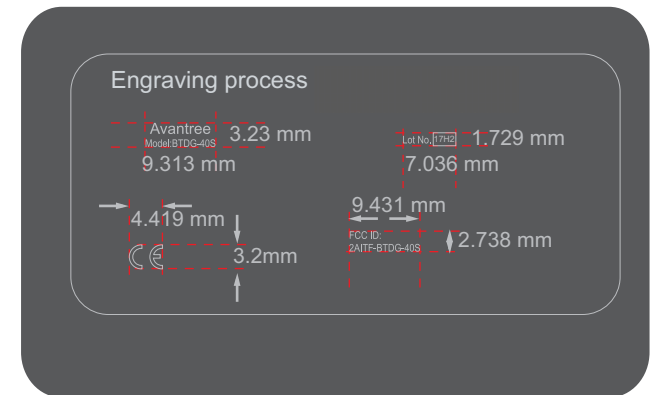 Engraving process
Avantree
Model:BTDG-40S
3.23 mm
9.313 mm
Lot No. 17H2
1.729 mm
7.036 mm
4.419 mm
CE
3.2mm
9.431 mm
FCC ID:
2AITF-BTDG-40S
2.738 mm